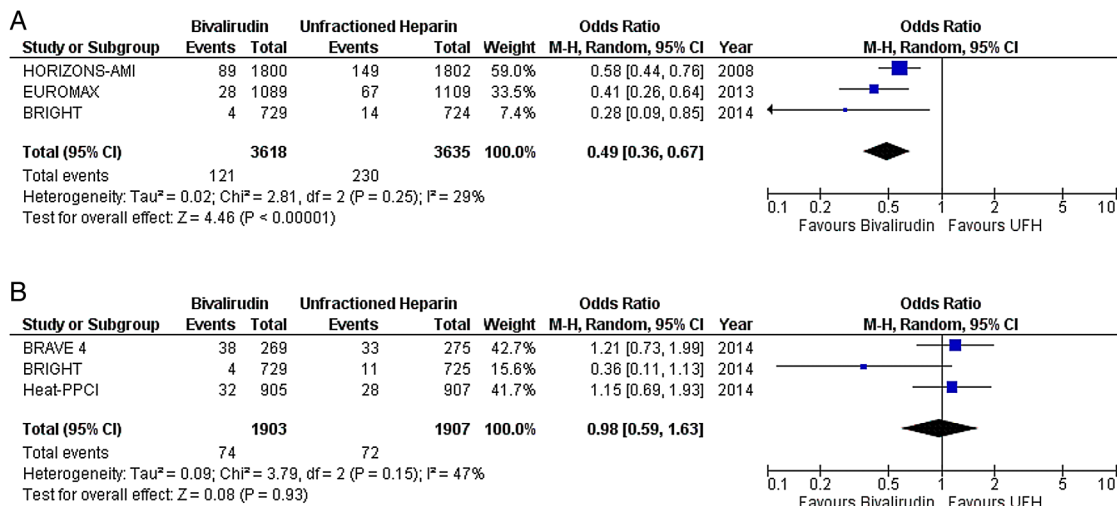 A
Bivalirudin Unfractioned Heparin Odds Ratio Odds Ratio
Study or Subgroup Events Total Events Total Weight M-H, Random, 95% CI Year M-H, Random, 95% CI
HORIZONS-AMI 89 1800 149 1802 59.0% 0.58 [0.44, 0.76] 2008
EUROMAX 28 1089 67 1109 33.5% 0.41 [0.26, 0.64] 2013
BRIGHT 4 729 14 724 7.4% 0.28 [0.09, 0.85] 2014
Total (95% CI) 3618 3635 100.0% 0.49 [0.36, 0.67]
Total events 121 230
Heterogeneity: Tau² = 0.02; Chi² = 2.81, df = 2 (P = 0.25); I² = 29%
Test for overall effect: Z = 4.46 (P < 0.00001)
0.1 0.2 0.5 1 2 5 10
Favours Bivalirudin Favours UFH
B
Bivalirudin Unfractioned Heparin Odds Ratio Odds Ratio
Study or Subgroup Events Total Events Total Weight M-H, Random, 95% CI Year M-H, Random, 95% CI
BRAVE 4 38 269 33 275 42.7% 1.21 [0.73, 1.99] 2014
BRIGHT 4 729 11 725 15.6% 0.36 [0.11, 1.13] 2014
Heat-PPCI 32 905 28 907 41.7% 1.15 [0.69, 1.93] 2014
Total (95% CI) 1903 1907 100.0% 0.98 [0.59, 1.63]
Total events 74 72
Heterogeneity: Tau² = 0.09; Chi² = 3.79, df = 2 (P = 0.15); I² = 47%
Test for overall effect: Z = 0.08 (P = 0.93)
0.1 0.2 0.5 1 2 5 10
Favours Bivalirudin Favours UFH